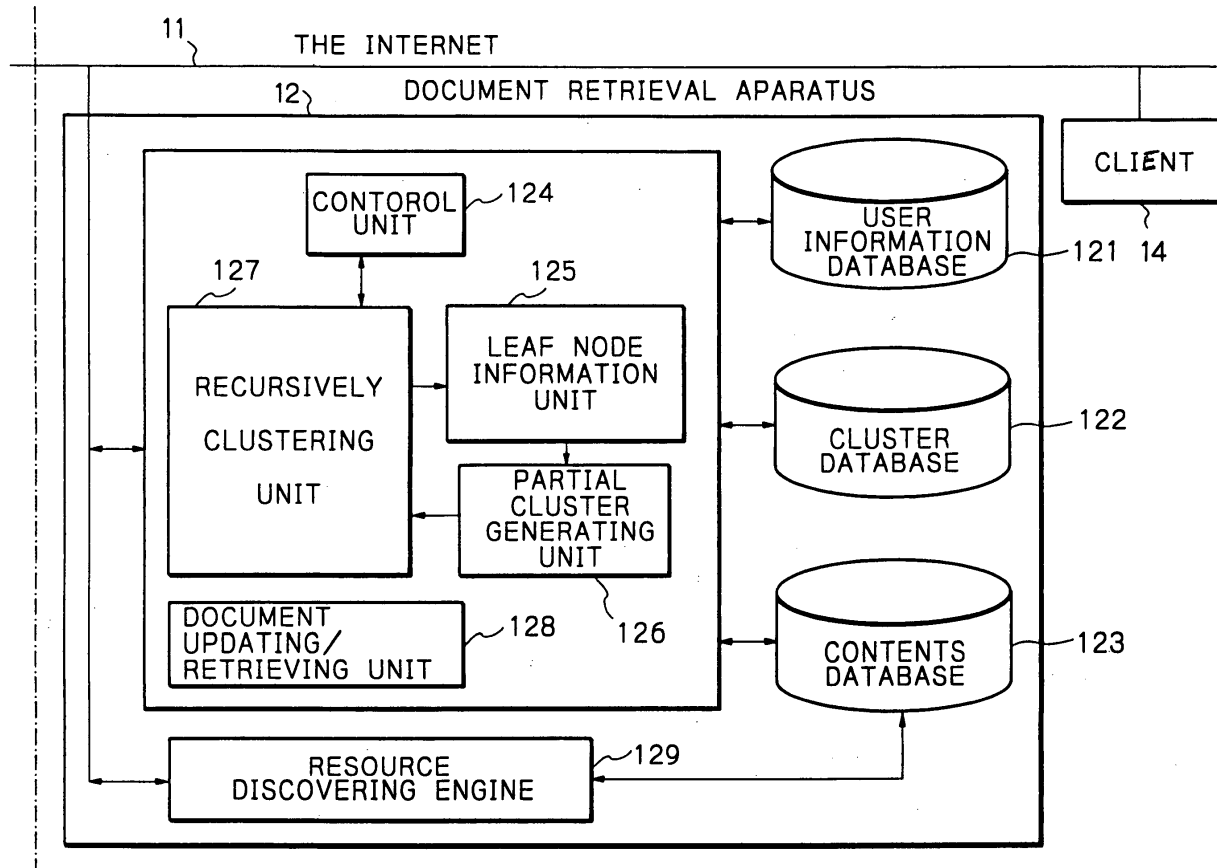 11
THE INTERNET
12
DOCUMENT RETRIEVAL APPARATUS
CONTOROL
UNIT
124
127
RECURSIVELY
CLUSTERING
UNIT
125
LEAF NODE
INFORMATION
UNIT
PARTIAL
CLUSTER
GENERATING
UNIT
126
DOCUMENT
UPDATING/
RETRIEVING UNIT
128
RESOURCE
DISCOVERING ENGINE
129
USER
INFORMATION
DATABASE
121
CLUSTER
DATABASE
122
CONTENTS
DATABASE
123
CLIENT
14